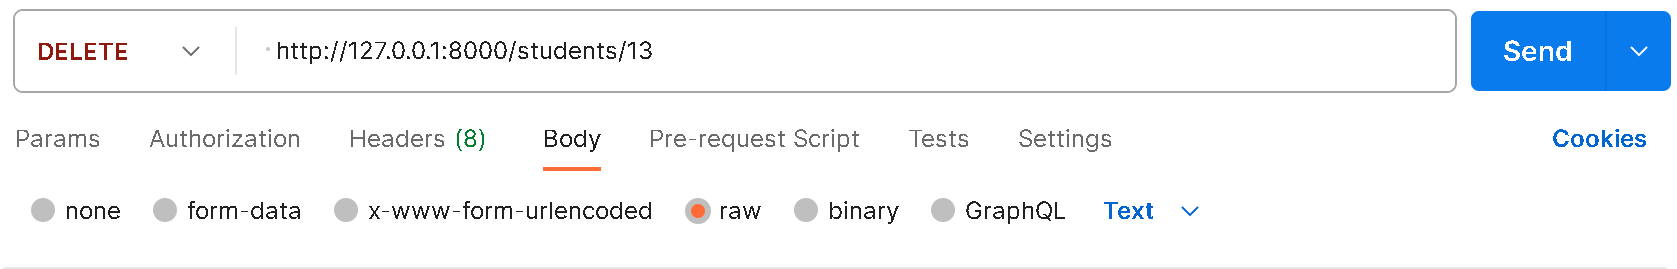 DELETE http://127.0.0.1:8000/students/13 Send
Params Authorization Headers (8) Body Pre-request Script Tests Settings Cookies
none form-data x-www-form-urlencoded raw binary GraphQL Text